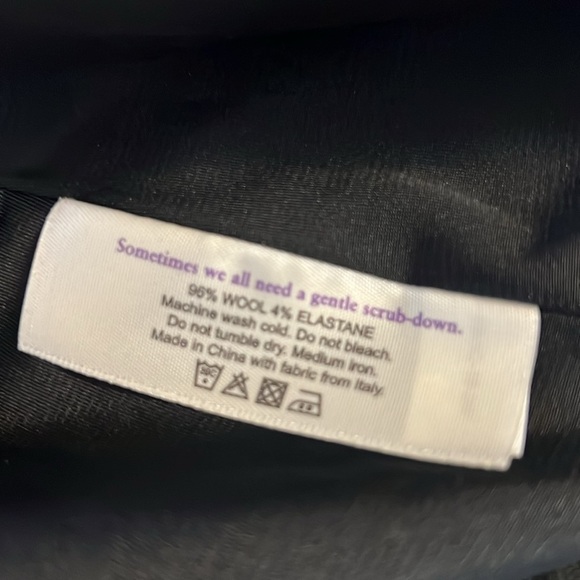 Sometimes we all need a gentle scrub-down.
96% WOOL 4% ELASTANE
Machine wash cold. Do not bleach.
Do not tumble dry. Medium iron.
Made in China with fabric from Italy.